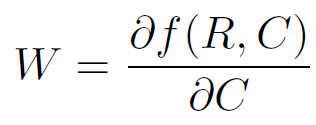 W = ∂f(R, C) / ∂C